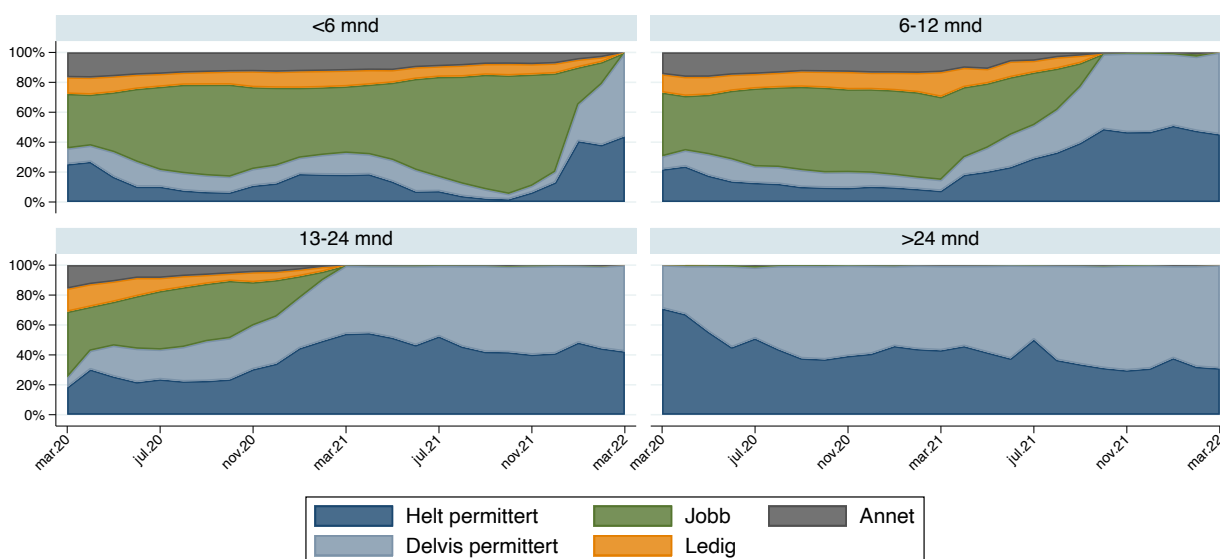 <6 mnd
6-12 mnd
100%
80%
60%
40%
20%
0%
13-24 mnd
>24 mnd
100%
80%
60%
40%
20%
0%
mar.20
jul.20
nov.20
mar.21
jul.21
nov.21
mar.22
mar.20
jul.20
nov.20
mar.21
jul.21
nov.21
mar.22
Helt permittert
Jobb
Annet
Delvis permittert
Ledig